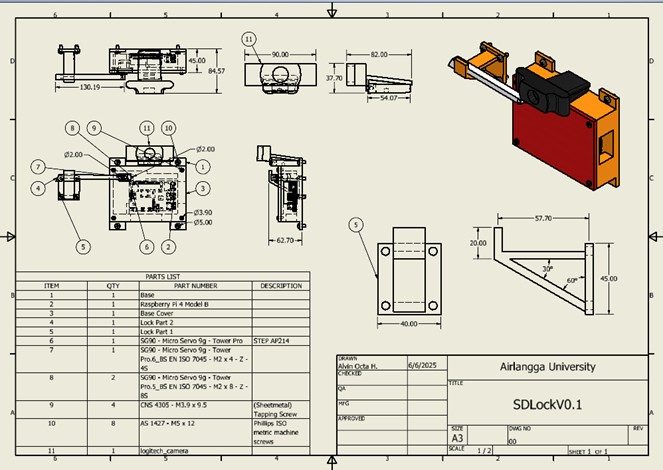 6 5 4 3 2 1
D D
C C
B B
A A
11
90.00
82.00
45.00
84.57
130.19
37.70
54.07
8 9 11 10
Ø2.00
Ø2.00
7
1
4
3
Ø3.90
Ø5.00
5
6
2
62.70
5
57.70
20.00
30°
60°
45.00
40.00
PARTS LIST
ITEM QTY PART NUMBER DESCRIPTION
1 1 Base
2 1 Raspberry Pi 4 Model B
3 1 Base Cover
4 1 Lock Part 2
5 1 Lock Part 1
6 1 SG90 - Micro Servo 9g - Tower Pro STEP AP214
7 1 SG90 - Micro Servo 9g - Tower
Pro.6_BS EN ISO 7045 - M2 x 4 - Z -
4S
8 2 SG90 - Micro Servo 9g - Tower
Pro.5_BS EN ISO 7045 - M2 x 8 - Z -
8S
9 4 CNS 4305 - M3.9 x 9.5 (Sheetmetal)
Tapping Screw
10 8 AS 1427 - M5 x 12 Phillips ISO
metric machine
screws
11 1 logitech_camera
DRAWN
Alvin Octa H. 6/6/2025
CHECKED
QA
MFG
APPROVED
Airlangga University
TITLE
SDLockV0.1
SIZE
A3
DWG NO
00
REV
SCALE 1 / 2
SHEET 1 OF 1
6 5 4 3 2 1